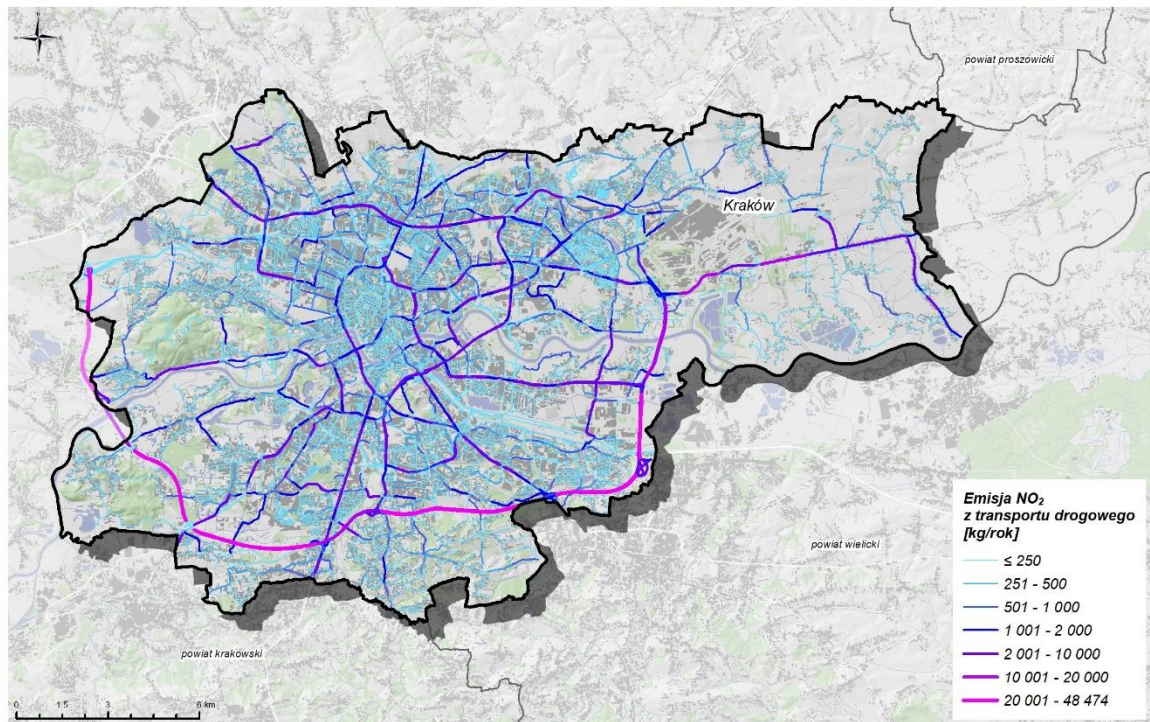 powiat proszowicki
Kraków
powiat wielicki
powiat krakowski
0 1,5 3 6 km
Emisja NO₂
z transportu drogowego
[kg/rok]
≤ 250
251 - 500
501 - 1 000
1 001 - 2 000
2 001 - 10 000
10 001 - 20 000
20 001 - 48 474